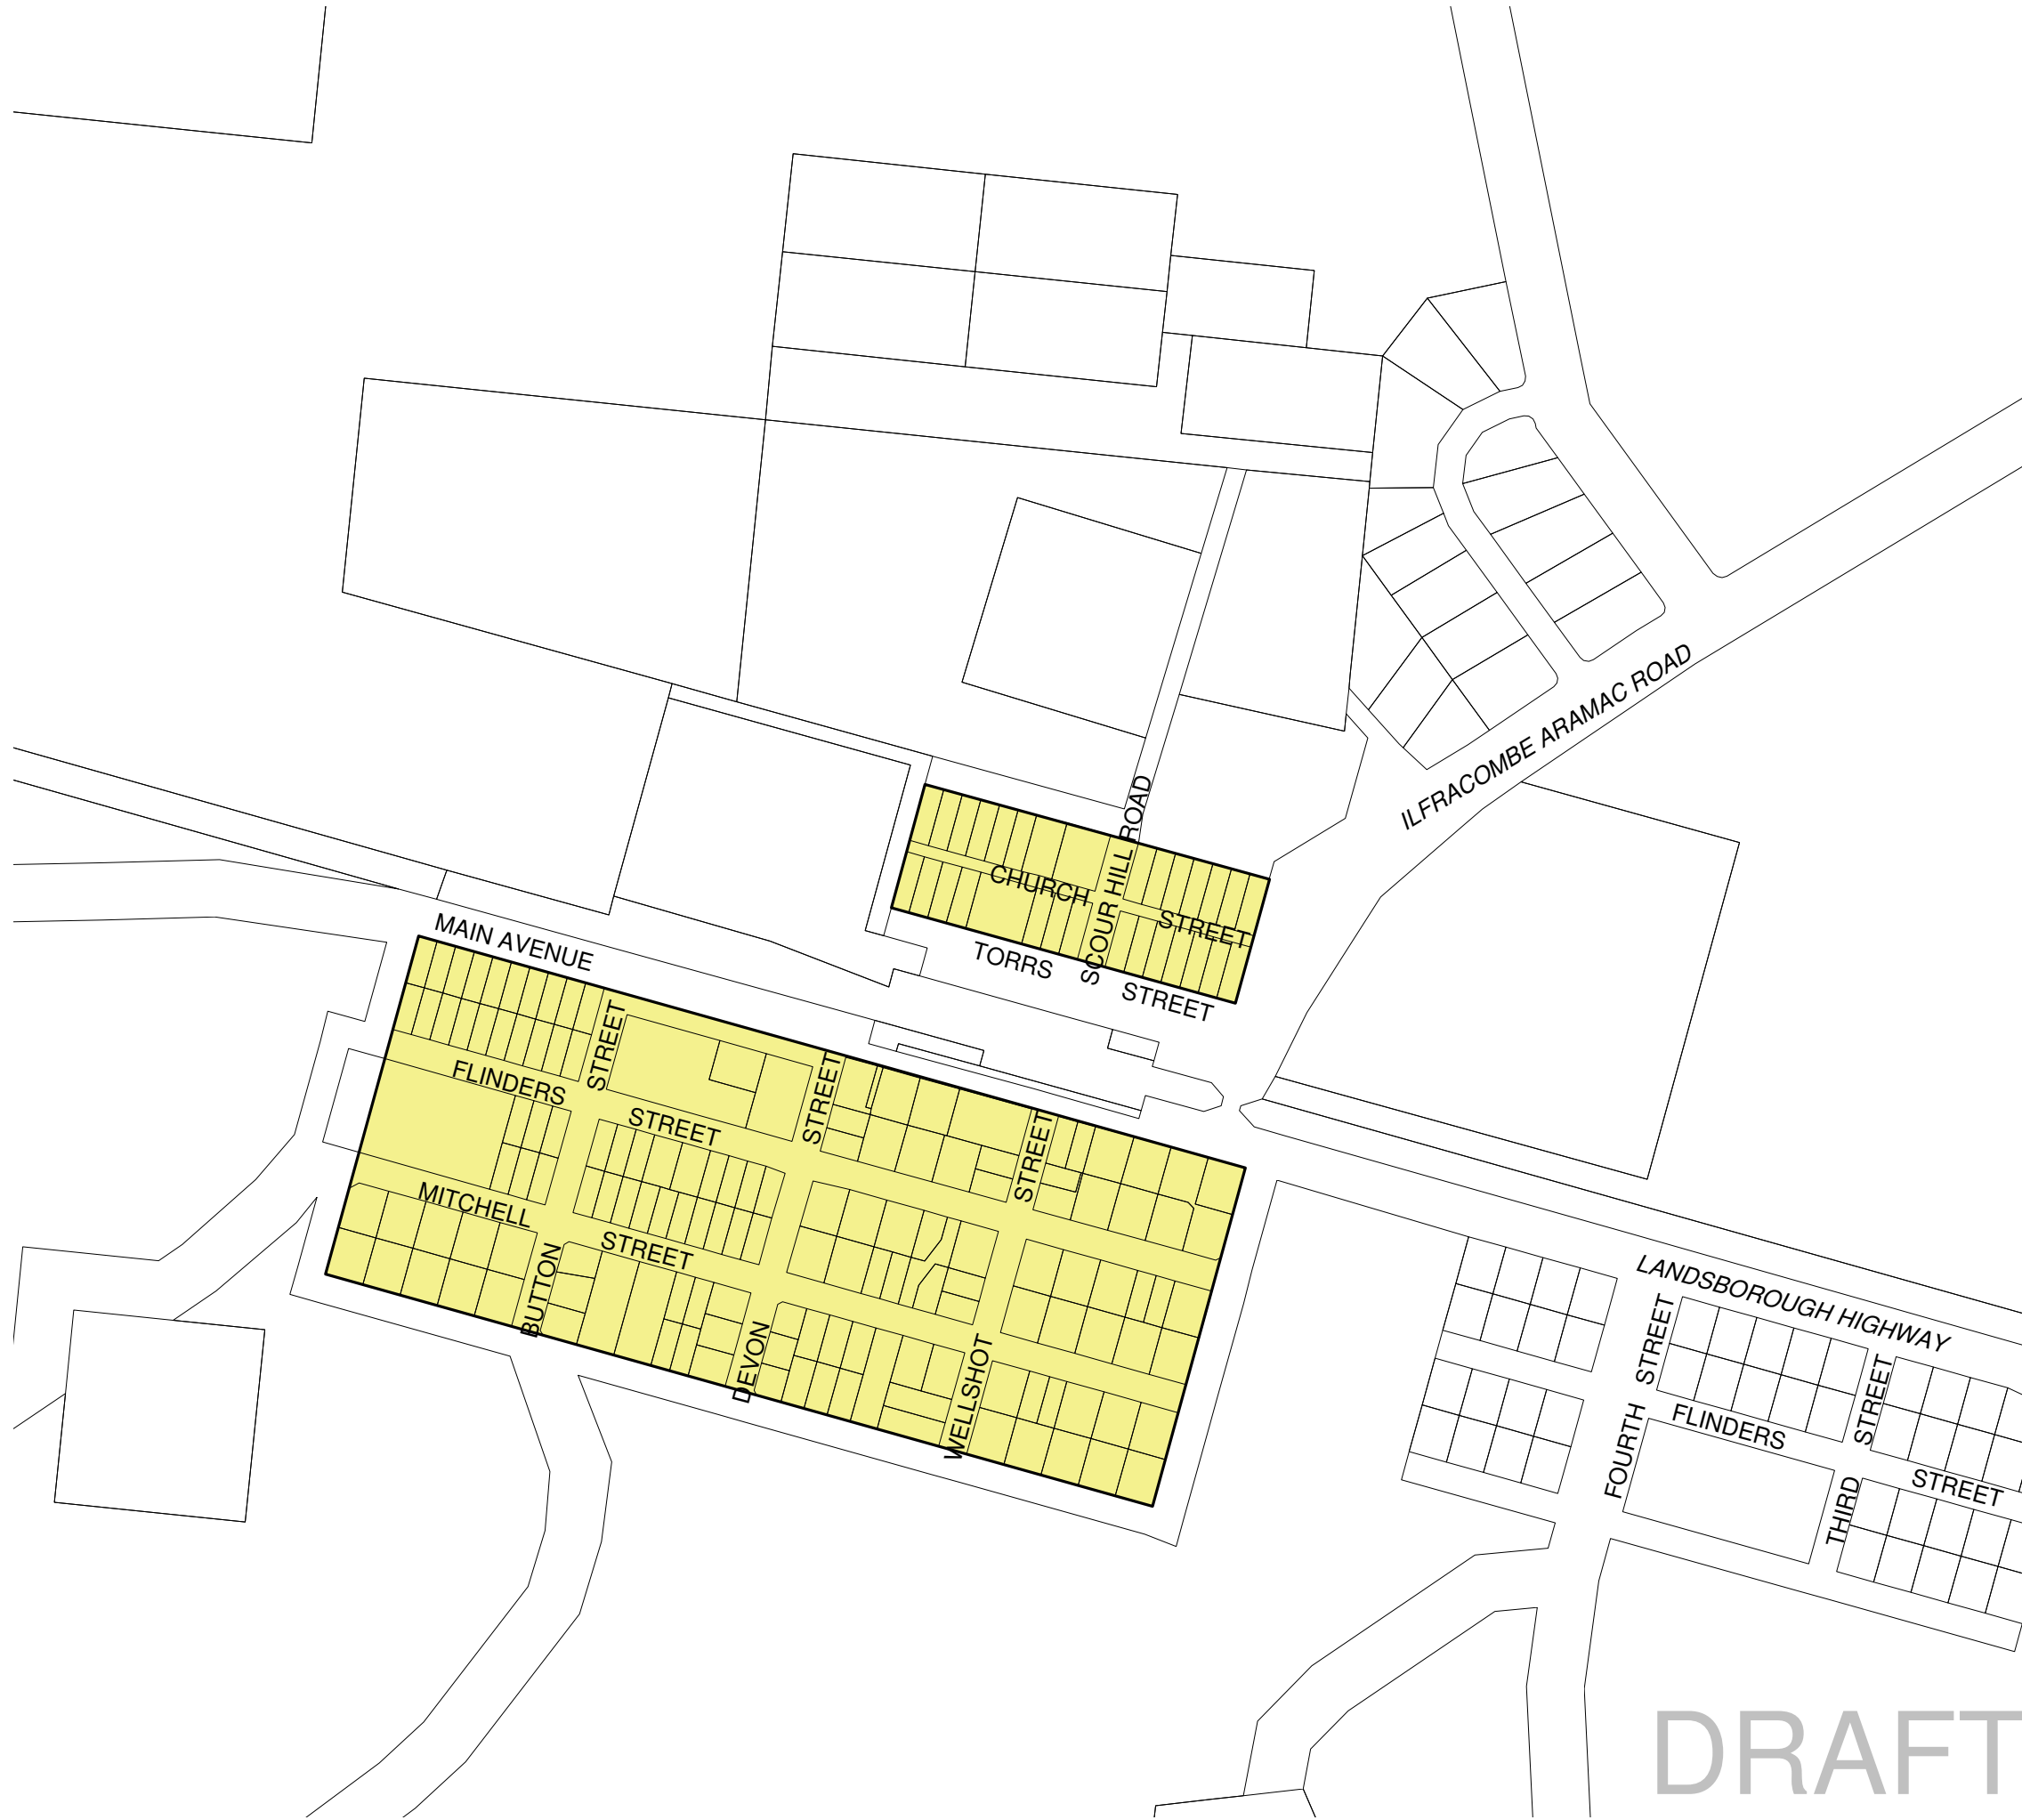 ILFRACOMBE ARAMAC ROAD
SCOUR HILL ROAD
CHURCH STREET
TORRS STREET
MAIN AVENUE
FLINDERS STREET
MITCHELL STREET
BUTTON STREET
DEVON STREET
WELLSHOT STREET
LANDSBOROUGH HIGHWAY
FOURTH STREET
FLINDERS STREET
THIRD STREET
DRAFT